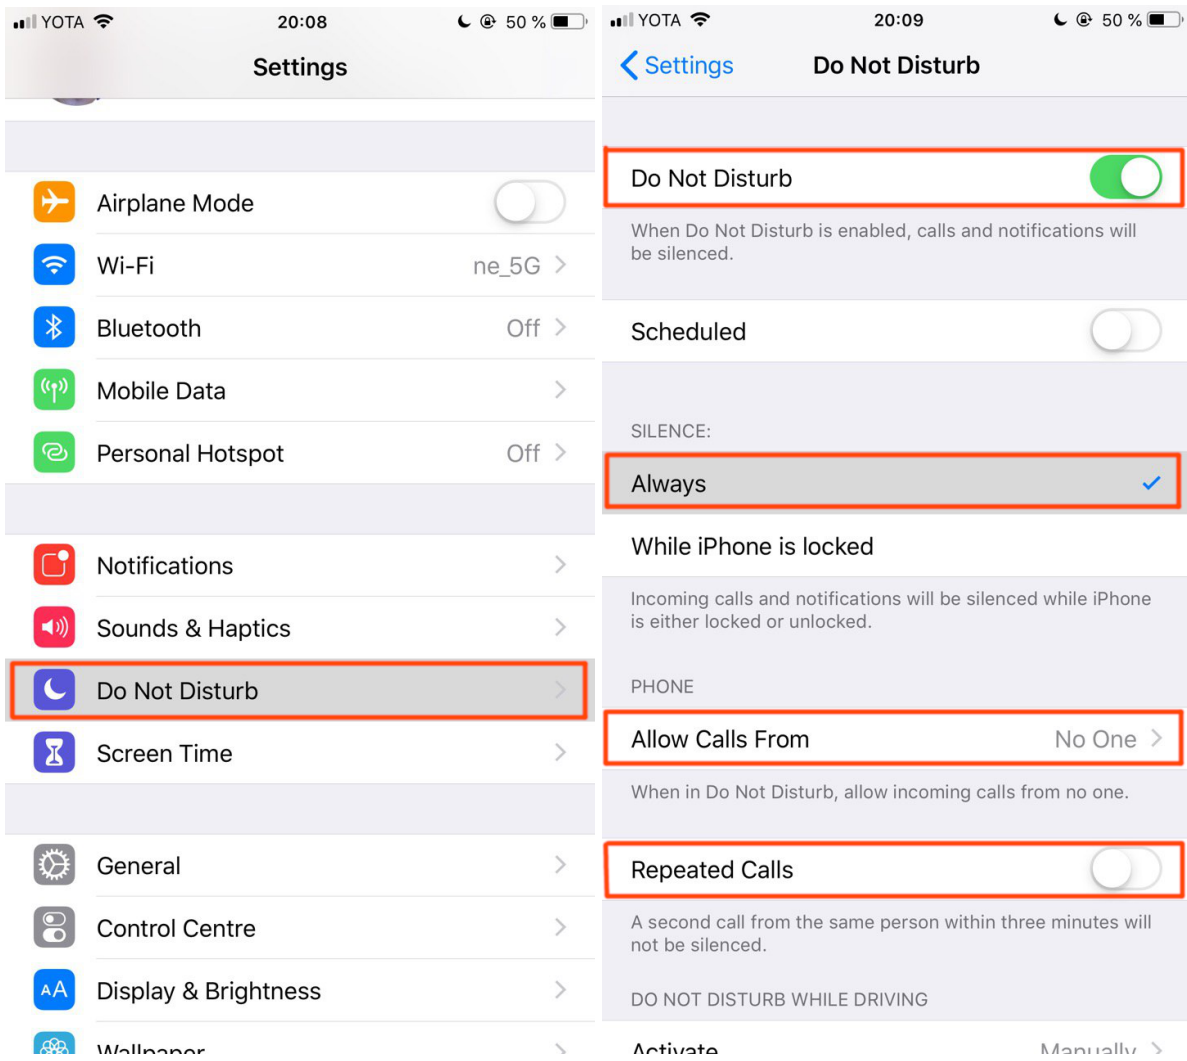 YOTA
20:08
50 %
Settings
Airplane Mode
Wi-Fi
ne_5G
Bluetooth
Off
Mobile Data
Personal Hotspot
Off
Notifications
Sounds & Haptics
Do Not Disturb
Screen Time
General
Control Centre
AA
Display & Brightness
Wallpaper
YOTA
20:09
50 %
Settings
Do Not Disturb
Do Not Disturb
When Do Not Disturb is enabled, calls and notifications will
be silenced.
Scheduled
SILENCE:
Always
While iPhone is locked
Incoming calls and notifications will be silenced while iPhone
is either locked or unlocked.
PHONE
Allow Calls From
No One
When in Do Not Disturb, allow incoming calls from no one.
Repeated Calls
A second call from the same person within three minutes will
not be silenced.
DO NOT DISTURB WHILE DRIVING
Activate
Manually